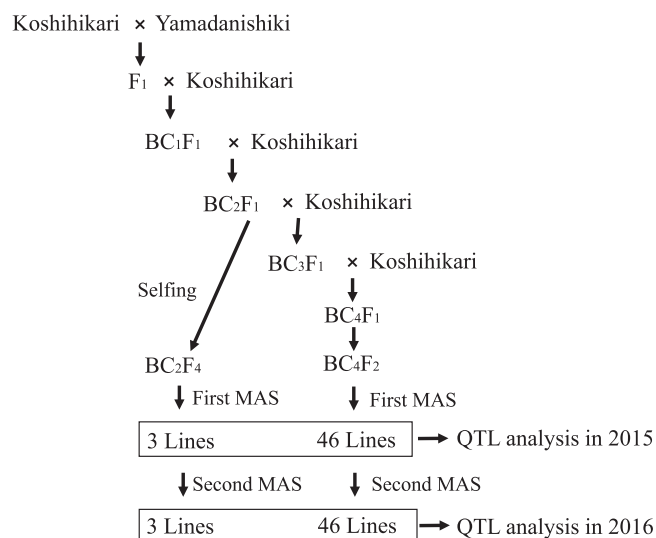 Koshihikari × Yamadanishiki
F1 × Koshihikari
BC1F1 × Koshihikari
BC2F1 × Koshihikari
BC3F1 × Koshihikari
Selfing
BC4F1
BC2F4 BC4F2
First MAS First MAS
3 Lines 46 Lines QTL analysis in 2015
Second MAS Second MAS
3 Lines 46 Lines QTL analysis in 2016